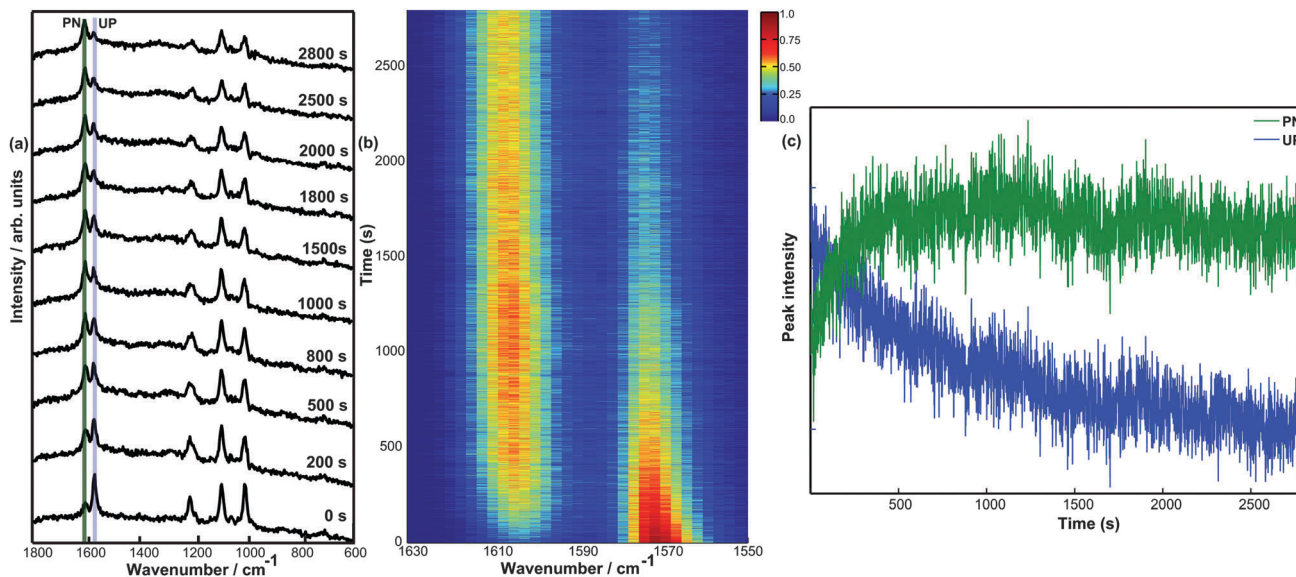 (a)
PN UP
2800 s
2500 s
2000 s
1800 s
1500s
1000 s
800 s
500 s
200 s
0 s
Intensity / arb. units
1800 1600 1400 1200 1000 800 600
Wavenumber / cm-1
(b)
2500
2000
1500
1000
500
0
Time (s)
1630 1610 1590 1570 1550
Wavenumber / cm-1
1.0
0.75
0.50
0.25
0.0
(c)
PN
UP
Peak intensity
500 1000 1500 2000 2500
Time (s)